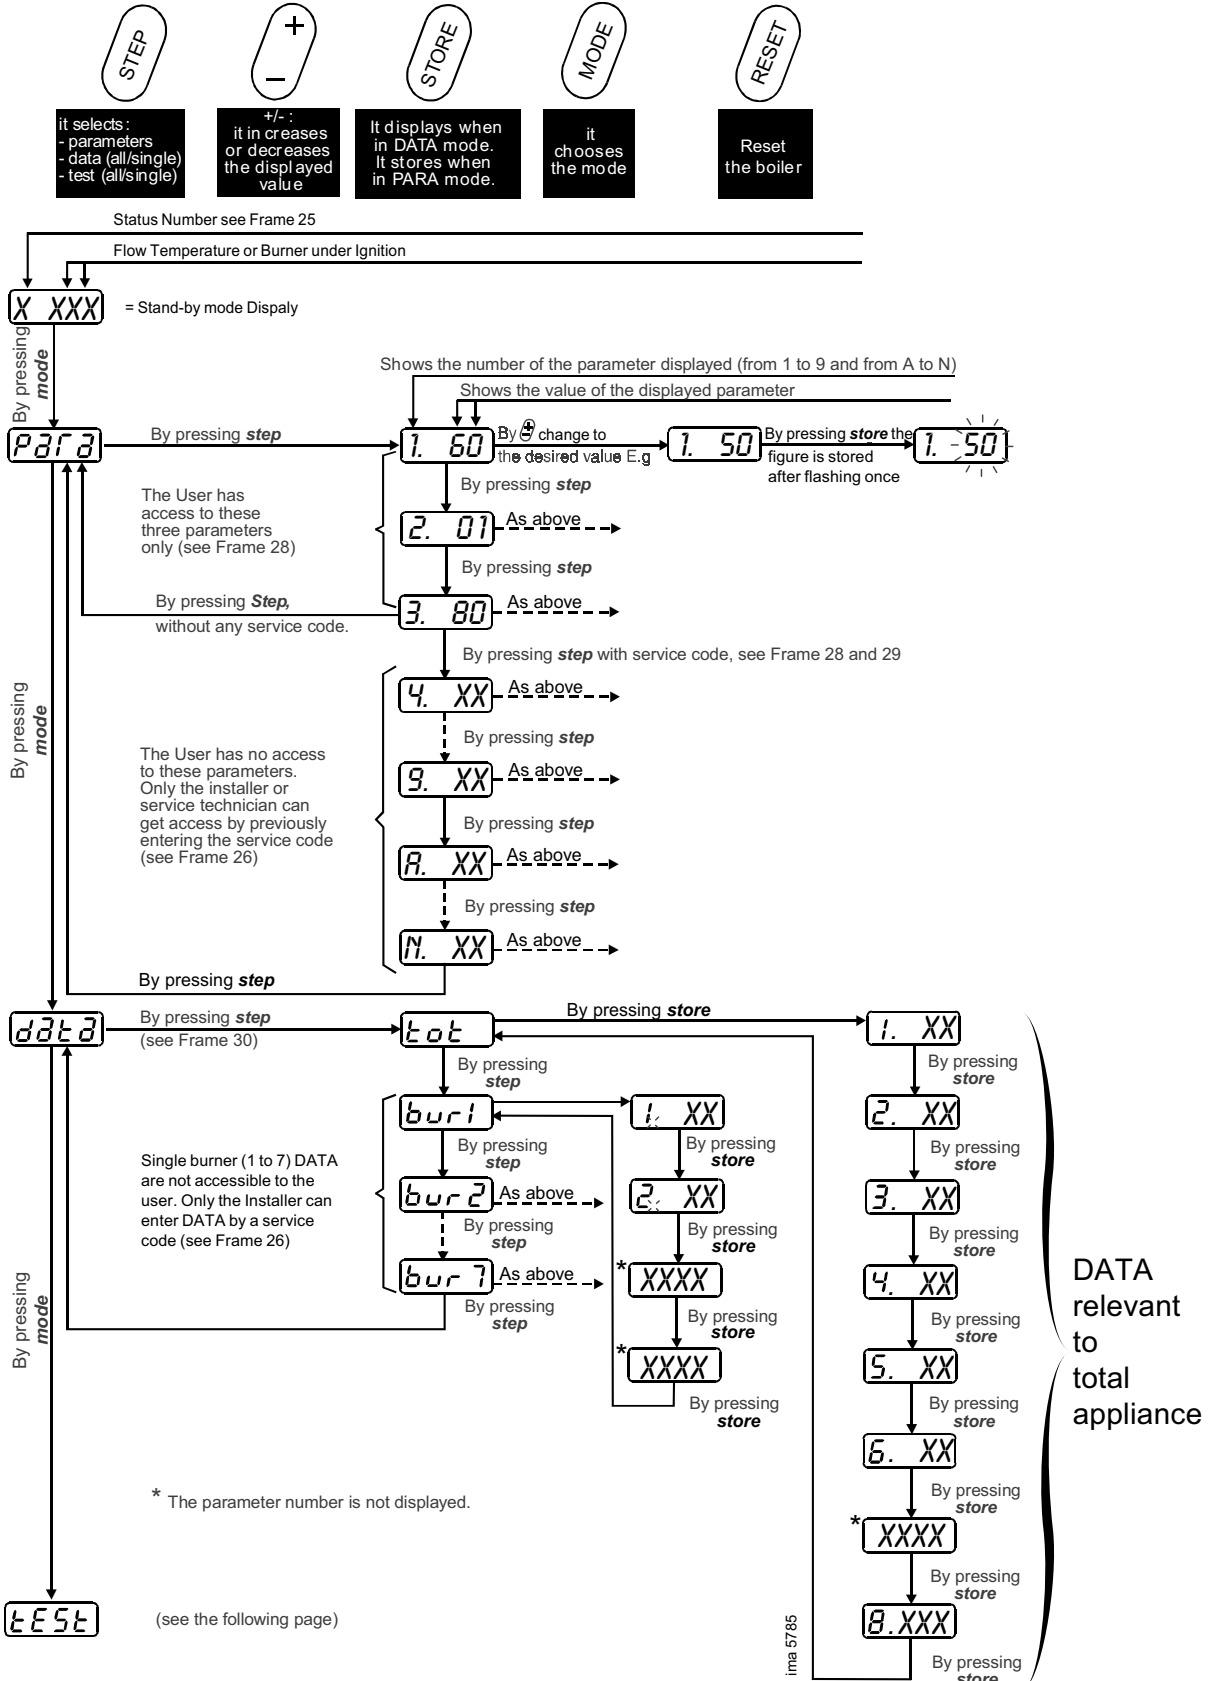 STEP
+
−
STORE
MODE
RESET
it selects:
- parameters
- data (all/single)
- test (all/single)
+/- :
it in creases
or decreases
the displayed
value
It displays when
in DATA mode.
It stores when
in PARA mode.
it
chooses
the mode
Reset
the boiler
Status Number see Frame 25
Flow Temperature or Burner under Ignition
X XXX
= Stand-by mode Dispaly
By pressing
mode
Shows the number of the parameter displayed (from 1 to 9 and from A to N)
Shows the value of the displayed parameter
Para
By pressing step
1. 60
By ± change to
the desired value E.g
1. 50
By pressing store the
figure is stored
after flashing once
1. 50
By pressing step
The User has
access to these
three parameters
only (see Frame 28)
2. 01
As above
By pressing step
By pressing Step,
without any service code.
3. 80
As above
By pressing step with service code, see Frame 28 and 29
4. XX
As above
By pressing step
By pressing
mode
The User has no access
to these parameters.
Only the installer or
service technician can
get access by previously
entering the service code
(see Frame 26)
9. XX
As above
By pressing step
A. XX
As above
By pressing step
N. XX
As above
By pressing step
data
By pressing step
(see Frame 30)
tot
By pressing store
1. XX
By pressing
store
By pressing
step
bur1
1. XX
By pressing
store
2. XX
By pressing
store
By pressing
step
Single burner (1 to 7) DATA
are not accessible to the
user. Only the Installer can
enter DATA by a service
code (see Frame 26)
bur2
As above
2. XX
By pressing
store
3. XX
By pressing
store
By pressing
step
bur7
As above
* XXXX
By pressing
store
4. XX
By pressing
store
By pressing
step
* XXXX
By pressing
store
5. XX
By pressing
store
By pressing
mode
DATA
relevant
to
total
appliance
6. XX
By pressing
store
* The parameter number is not displayed.
* XXXX
By pressing
store
tESt
(see the following page)
8.XXX
By pressing
store
ima 5785